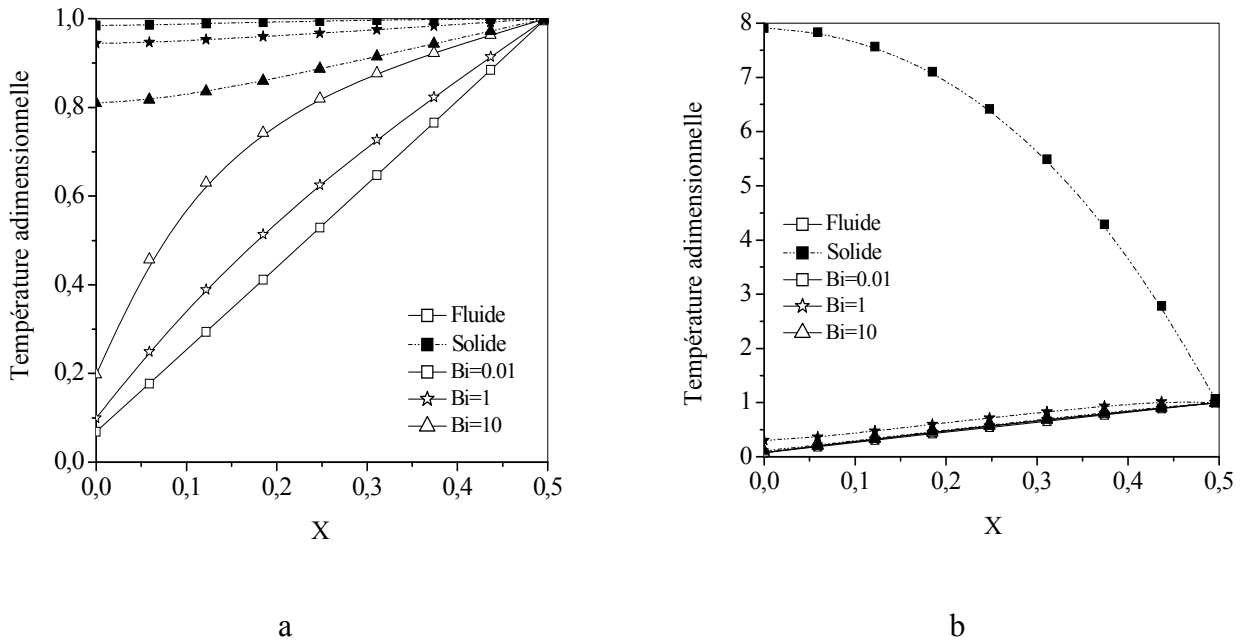 Température adimensionnelle
1,0
0,8
0,6
0,4
0,2
0,0
0,0 0,1 0,2 0,3 0,4 0,5
X
Fluide
Solide
Bi=0.01
Bi=1
Bi=10
a
Température adimensionnelle
8
7
6
5
4
3
2
1
0
0,0 0,1 0,2 0,3 0,4 0,5
X
Fluide
Solide
Bi=0.01
Bi=1
Bi=10
b